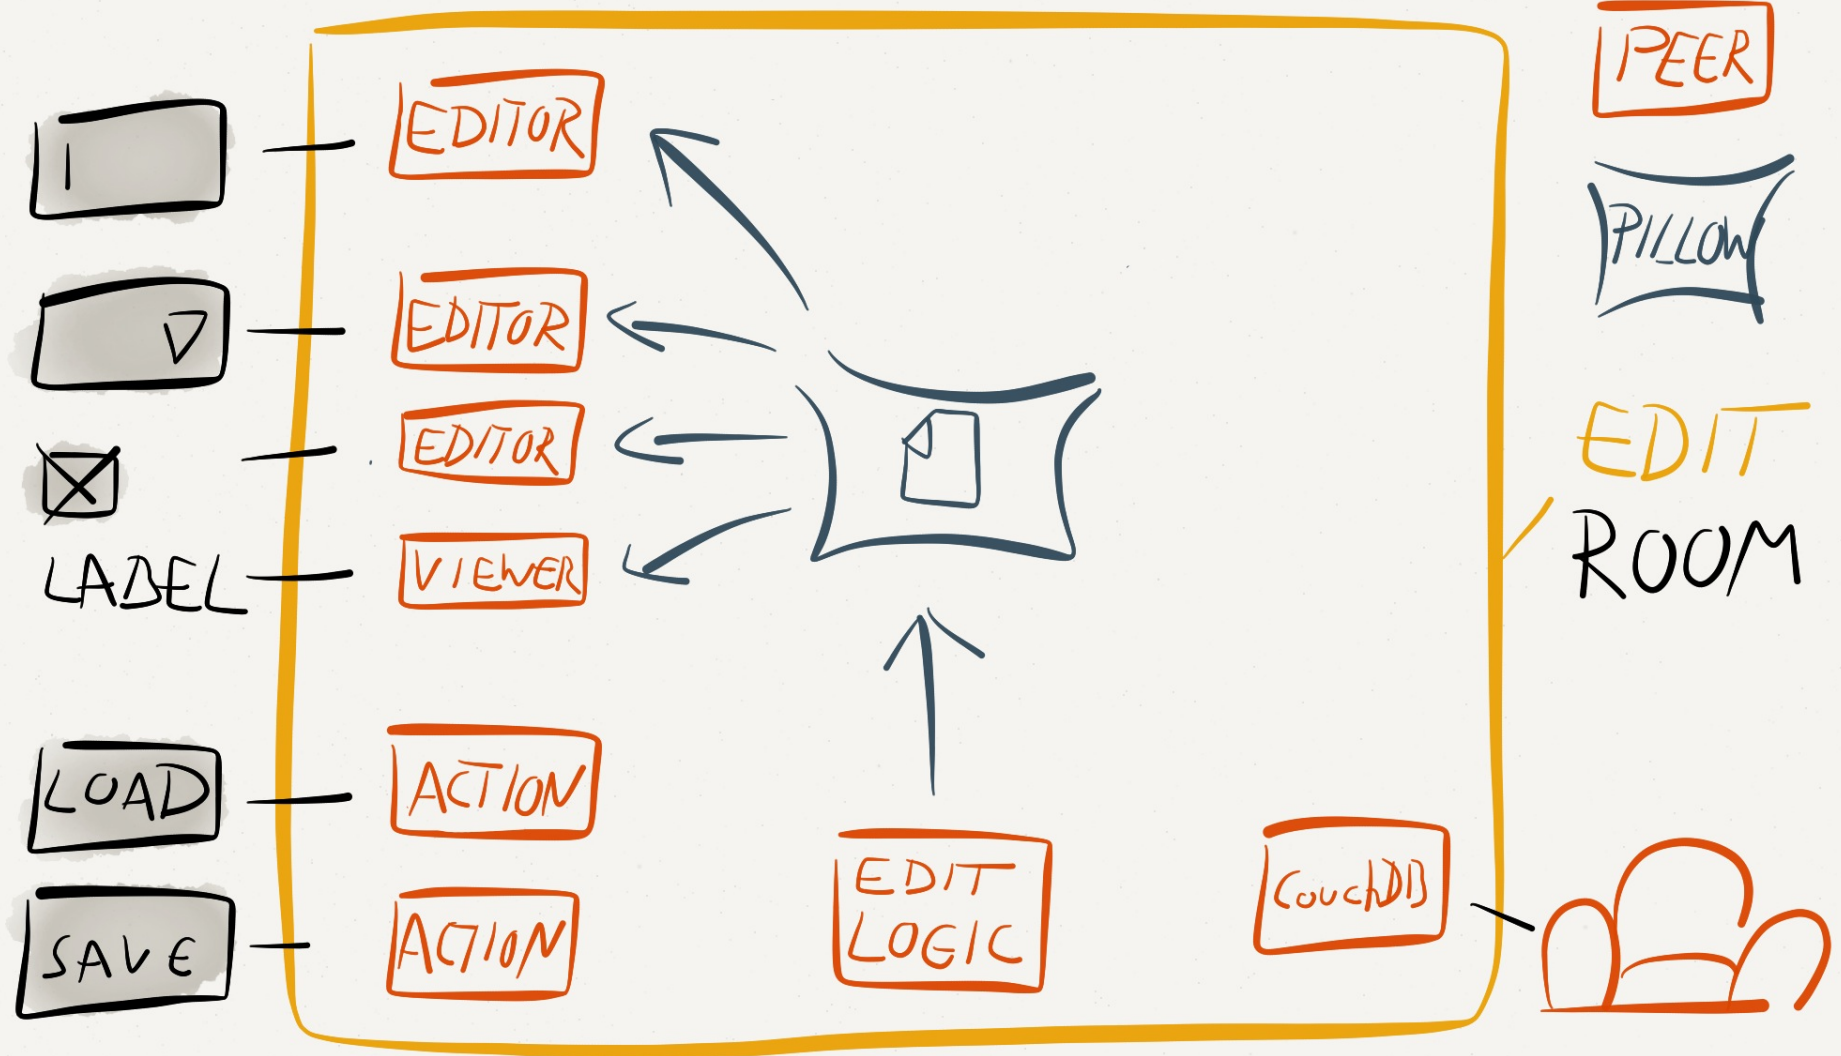 EDITOR
EDITOR
EDITOR
LABEL
VIEWER
LOAD
ACTION
SAVE
ACTION
EDIT
LOGIC
CouchDB
PEER
PILLOW
EDIT
ROOM